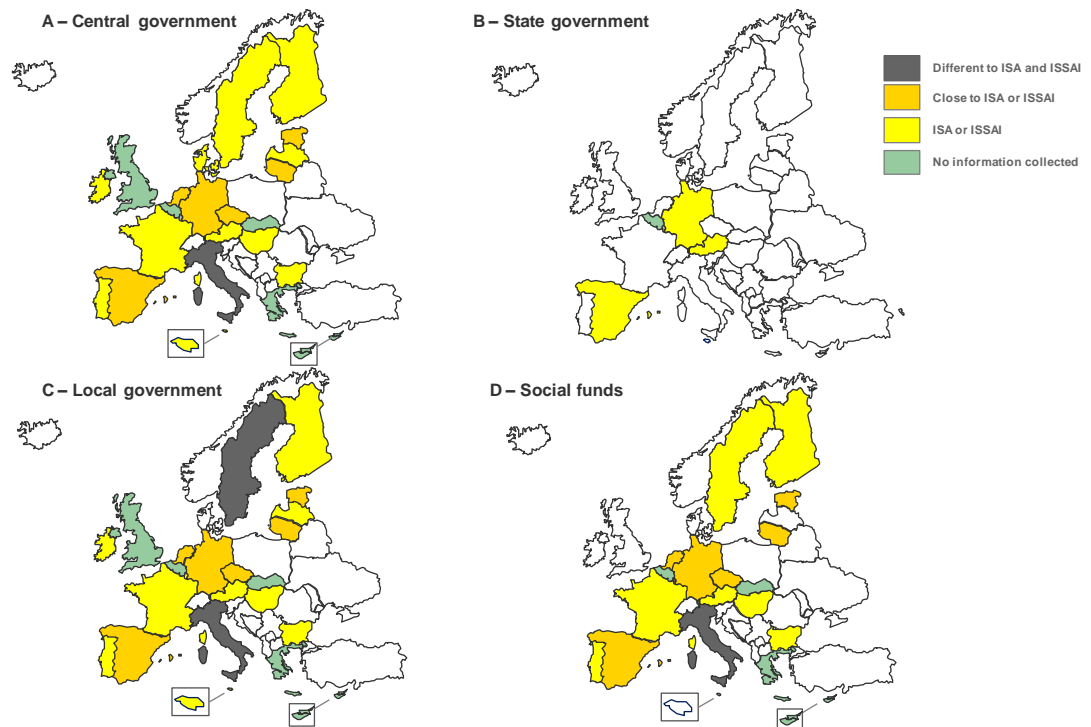 A – Central government
B – State government
Different to ISA and ISSAI
Close to ISA or ISSAI
ISA or ISSAI
No information collected
C – Local government
D – Social funds